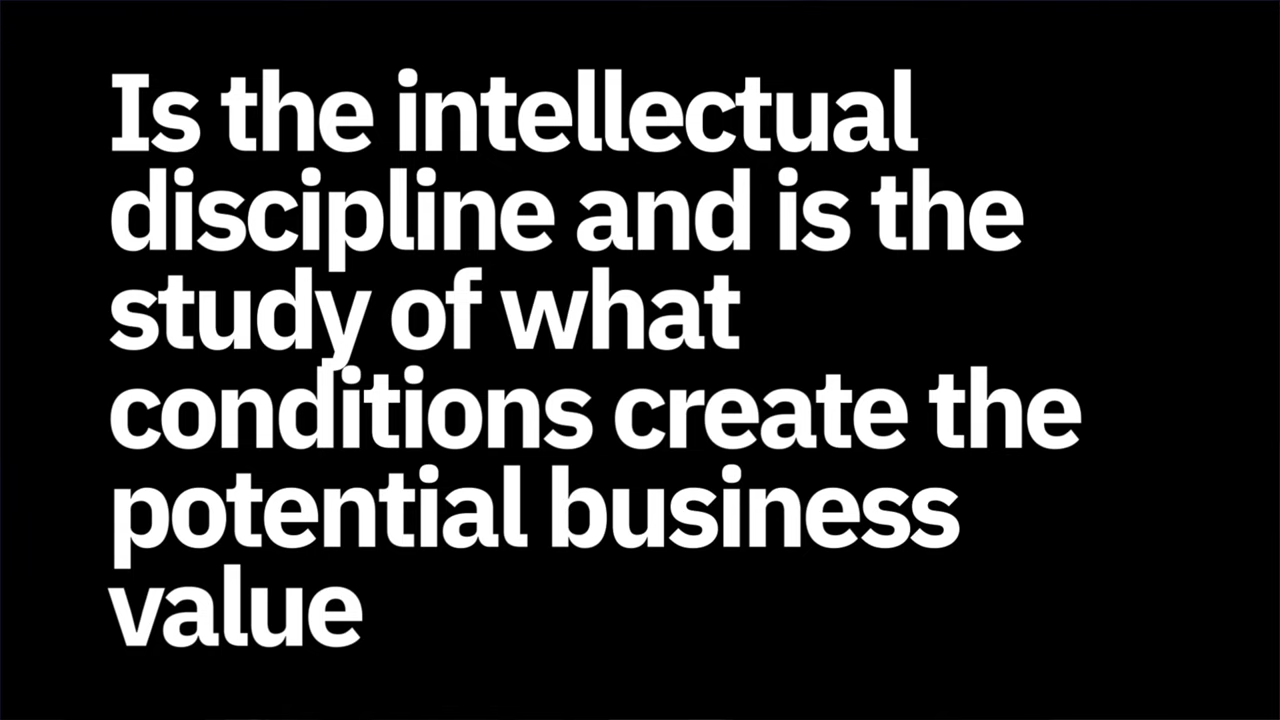 Is the intellectual
discipline and is the
study of what
conditions create the
potential business
value